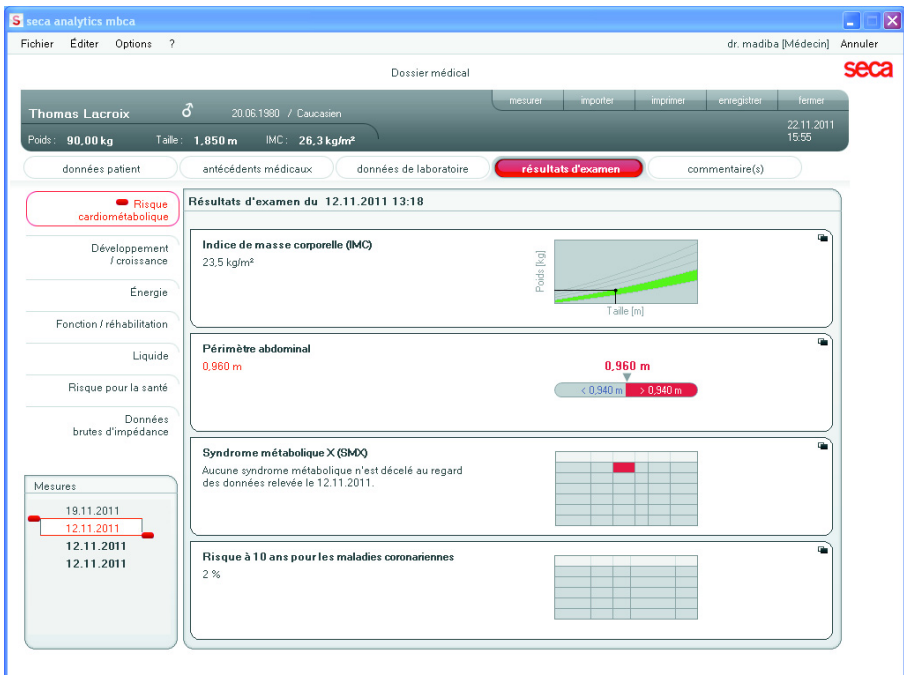 S seca analytics mbca
Fichier Éditer Options ? dr. madiba [Médecin] Annuler
Dossier médical
seca
mesurer importer imprimer enregistrer fermer
Thomas Lacroix ♂ 20.06.1980 / Caucasien
22.11.2011
15:55
Poids : 90,00 kg Taille : 1,850 m IMC : 26,3 kg/m²
données patient antécédents médicaux données de laboratoire résultats d'examen commentaire(s)
Risque
cardiométabolique
Développement
/ croissance
Énergie
Fonction / réhabilitation
Liquide
Risque pour la santé
Données
brutes d'impédance
Mesures
19.11.2011
12.11.2011
12.11.2011
12.11.2011
Résultats d'examen du 12.11.2011 13:18
Indice de masse corporelle (IMC)
23,5 kg/m²
Poids [kg]
Taille [m]
Périmètre abdominal
0,960 m
0,960 m
< 0,940 m > 0,940 m
Syndrome métabolique X (SMX)
Aucune syndrome métabolique n'est décelé au regard
des données relevée le 12.11.2011.
Risque à 10 ans pour les maladies coronariennes
2 %